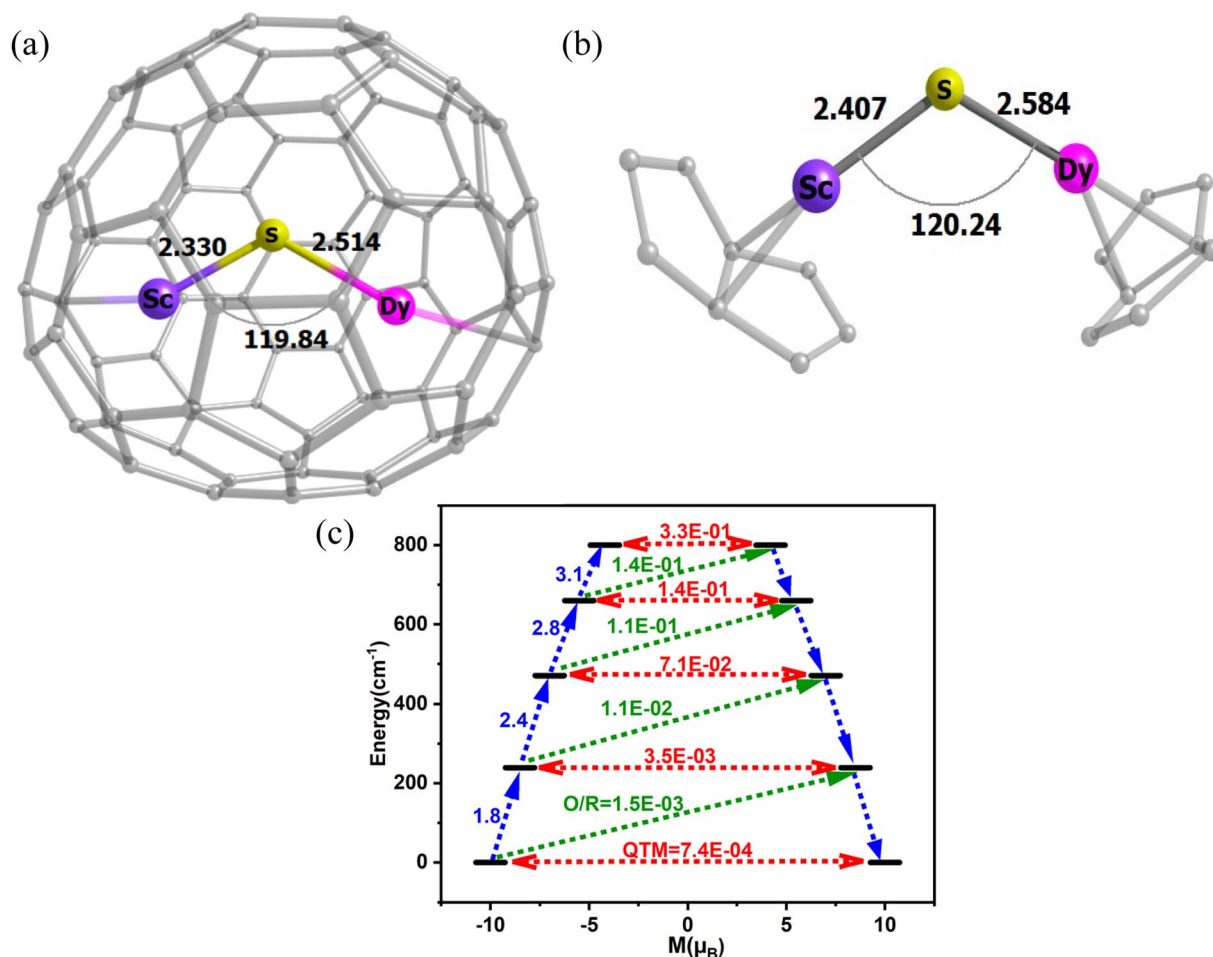 (a)
S
2.330
2.514
Sc
Dy
119.84
(b)
S
2.407
2.584
Sc
Dy
120.24
(c)
Energy(cm-1)
800
600
400
200
0
3.3E-01
1.4E-01
3.1
1.4E-01
1.1E-01
2.8
7.1E-02
1.1E-02
2.4
3.5E-03
O/R=1.5E-03
1.8
QTM=7.4E-04
-10 -5 0 5 10
M(μB)